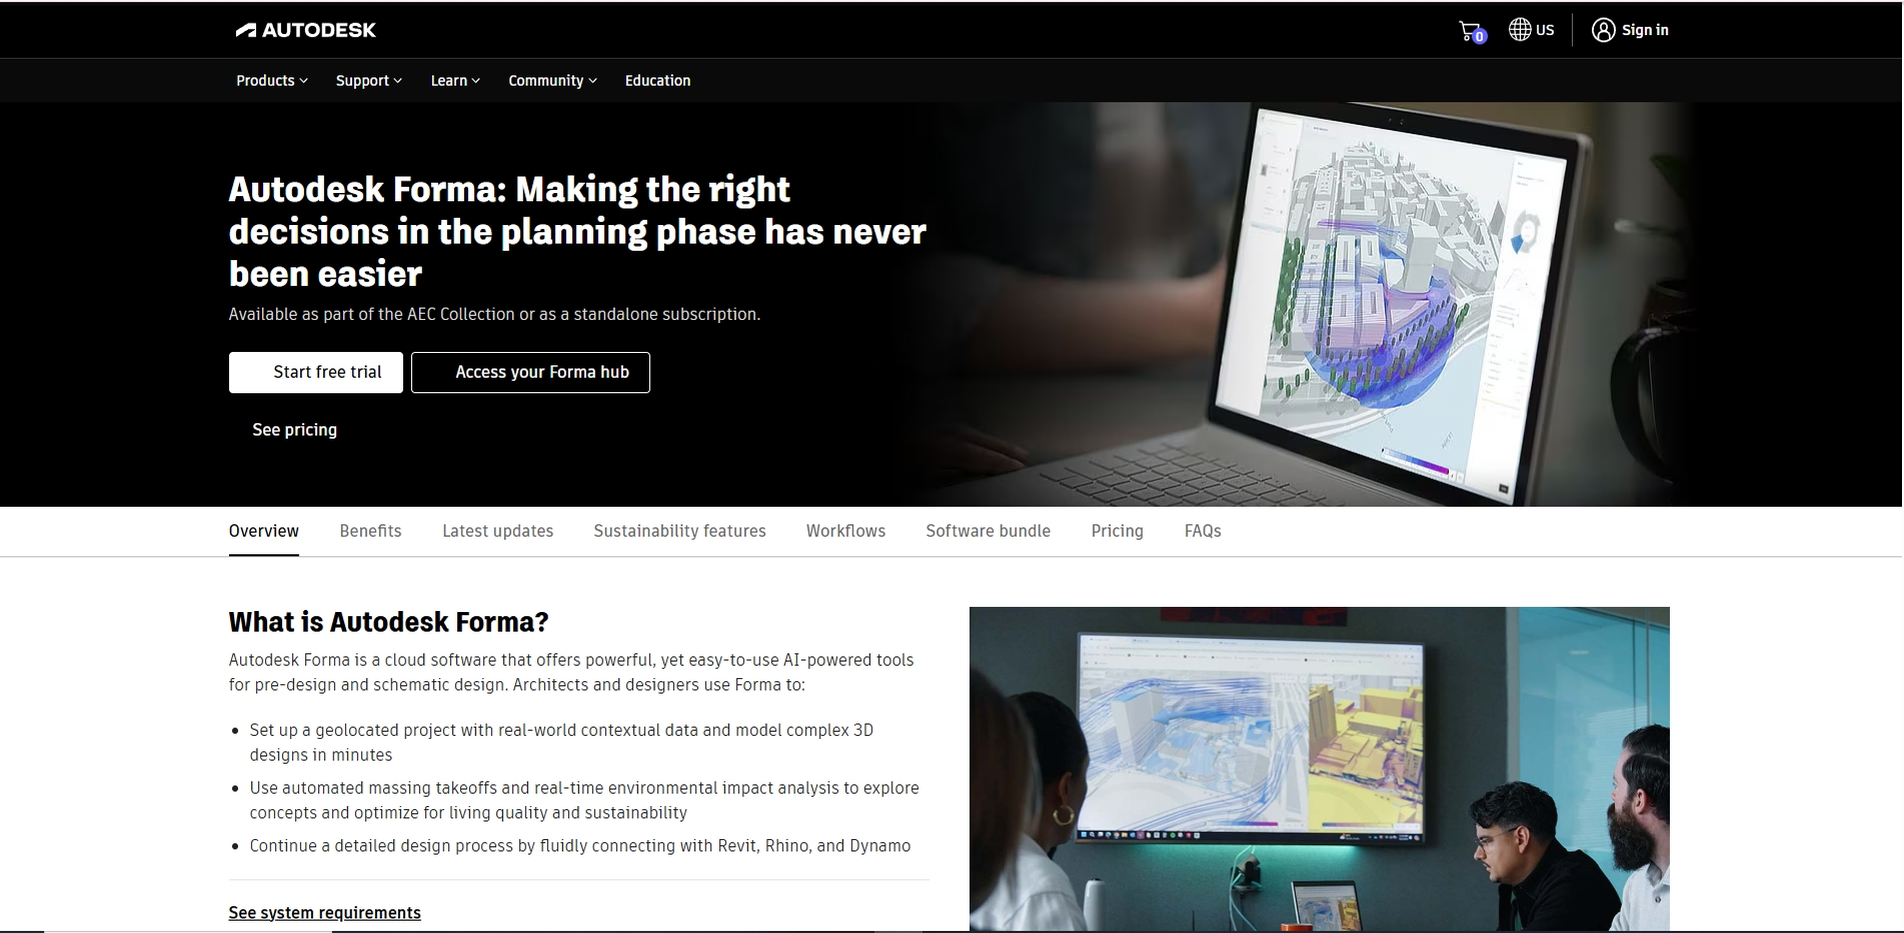 AUTODESK
0
US
Sign in
Products
Support
Learn
Community
Education
Autodesk Forma: Making the right
decisions in the planning phase has never
been easier
Available as part of the AEC Collection or as a standalone subscription.
Start free trial
Access your Forma hub
See pricing
Overview
Benefits
Latest updates
Sustainability features
Workflows
Software bundle
Pricing
FAQs
What is Autodesk Forma?
Autodesk Forma is a cloud software that offers powerful, yet easy-to-use AI-powered tools
for pre-design and schematic design. Architects and designers use Forma to:
• Set up a geolocated project with real-world contextual data and model complex 3D
designs in minutes
• Use automated massing takeoffs and real-time environmental impact analysis to explore
concepts and optimize for living quality and sustainability
• Continue a detailed design process by fluidly connecting with Revit, Rhino, and Dynamo
See system requirements